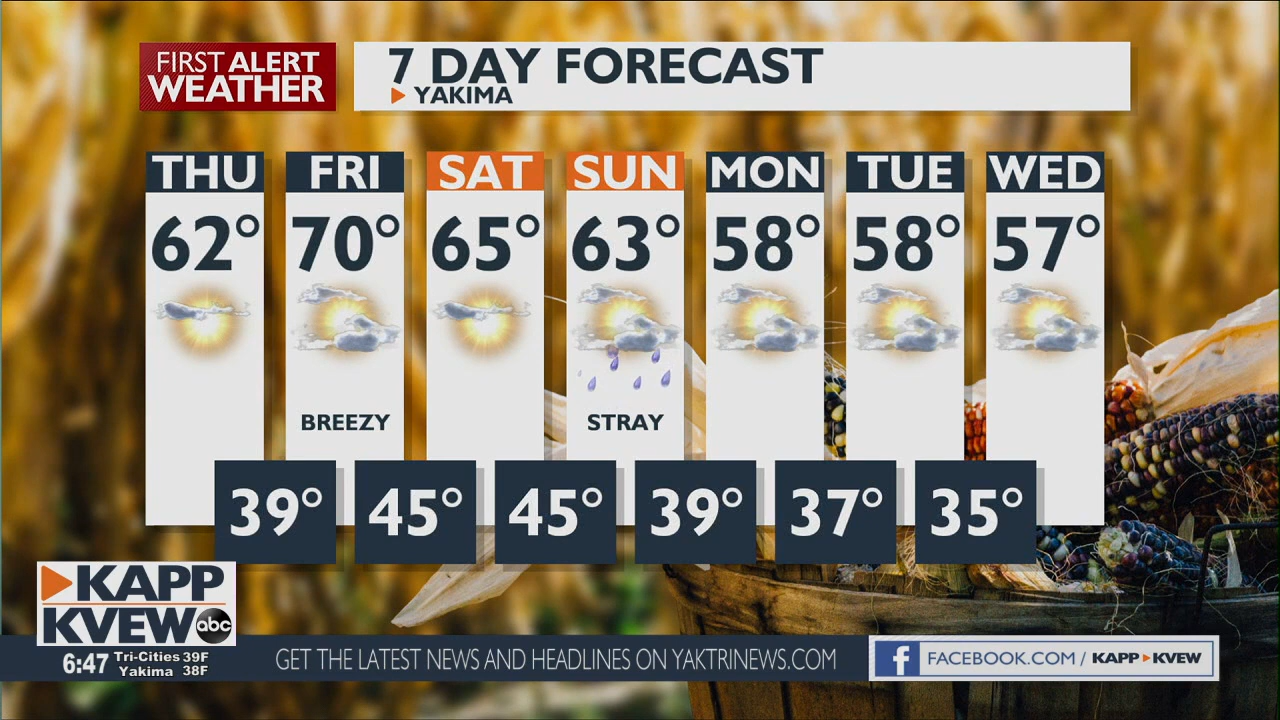 FIRST ALERT
WEATHER
7 DAY FORECAST
YAKIMA
THU FRI SAT SUN MON TUE WED
62° 70° 65° 63° 58° 58° 57°
BREEZY STRAY
39° 45° 45° 39° 37° 35°
KAPP
KVEW abc
6:47 Tri-Cities 39F
Yakima 38F
GET THE LATEST NEWS AND HEADLINES ON YAKTRINEWS.COM
f FACEBOOK.COM / KAPP KVEW